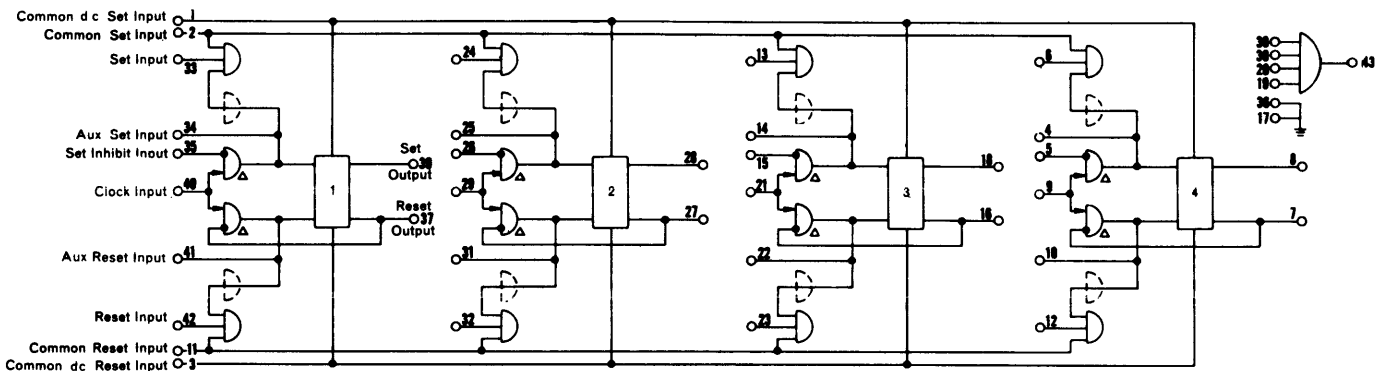 Common dc Set Input 1
Common Set Input 2
Set Input 33
24
13
6
30
38
20
19
43
36
17
Aux Set Input 34
25
14
4
Set Inhibit Inout 35
26
15
5
Set Output 38
28
18
8
Clock Input 40
29
21
9
1
2
3
4
Reset Output 37
27
16
7
Aux Reset Input 41
31
22
10
Reset Input 42
32
23
12
Common Reset Input 11
Common dc Reset Input 3